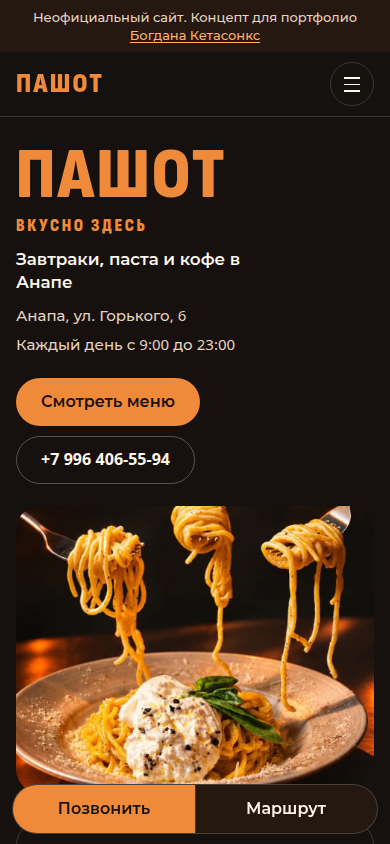 Неофициальный сайт. Концепт для портфолио
Богдана Кетасонкс
ПАШОТ
ПАШОТ
ВКУСНО ЗДЕСЬ
Завтраки, паста и кофе в
Анапе
Анапа, ул. Горького, 6
Каждый день с 9:00 до 23:00
Смотреть меню
+7 996 406-55-94
Позвонить
Маршрут